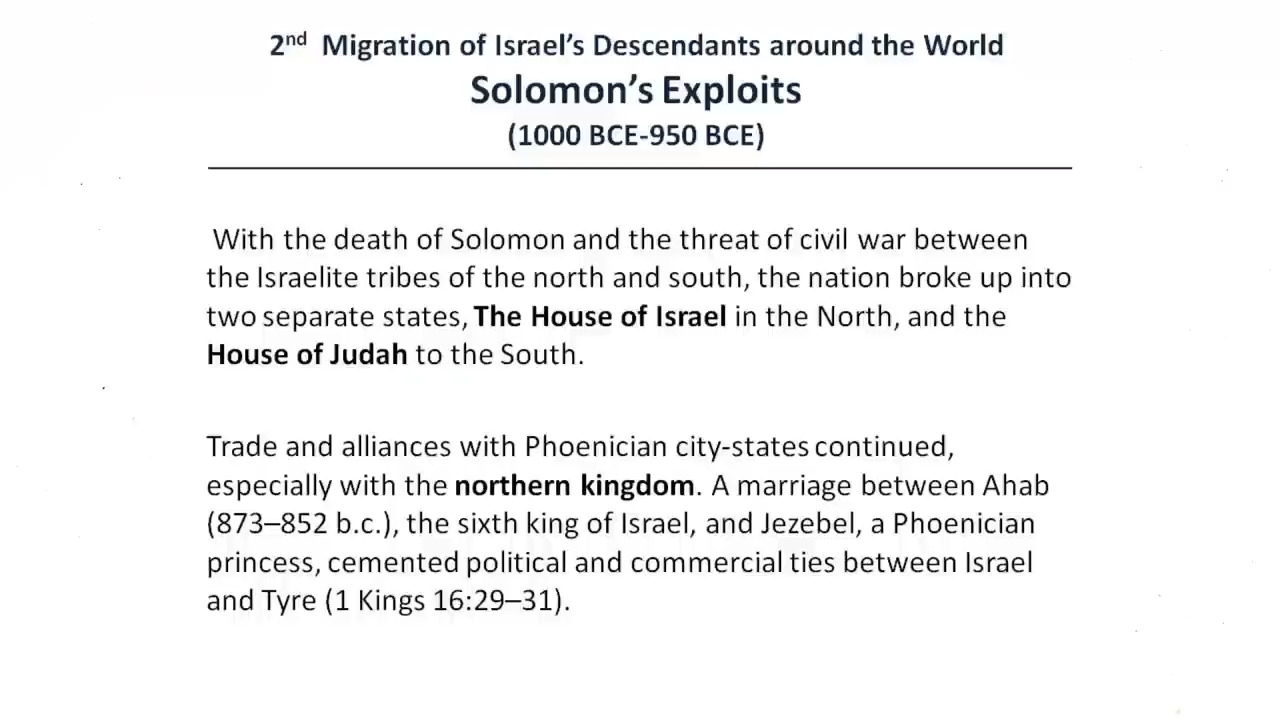 2nd Migration of Israel's Descendants around the World
Solomon's Exploits
(1000 BCE-950 BCE)
With the death of Solomon and the threat of civil war between
the Israelite tribes of the north and south, the nation broke up into
two separate states, The House of Israel in the North, and the
House of Judah to the South.
Trade and alliances with Phoenician city-states continued,
especially with the northern kingdom. A marriage between Ahab
(873–852 b.c.), the sixth king of Israel, and Jezebel, a Phoenician
princess, cemented political and commercial ties between Israel
and Tyre (1 Kings 16:29–31).